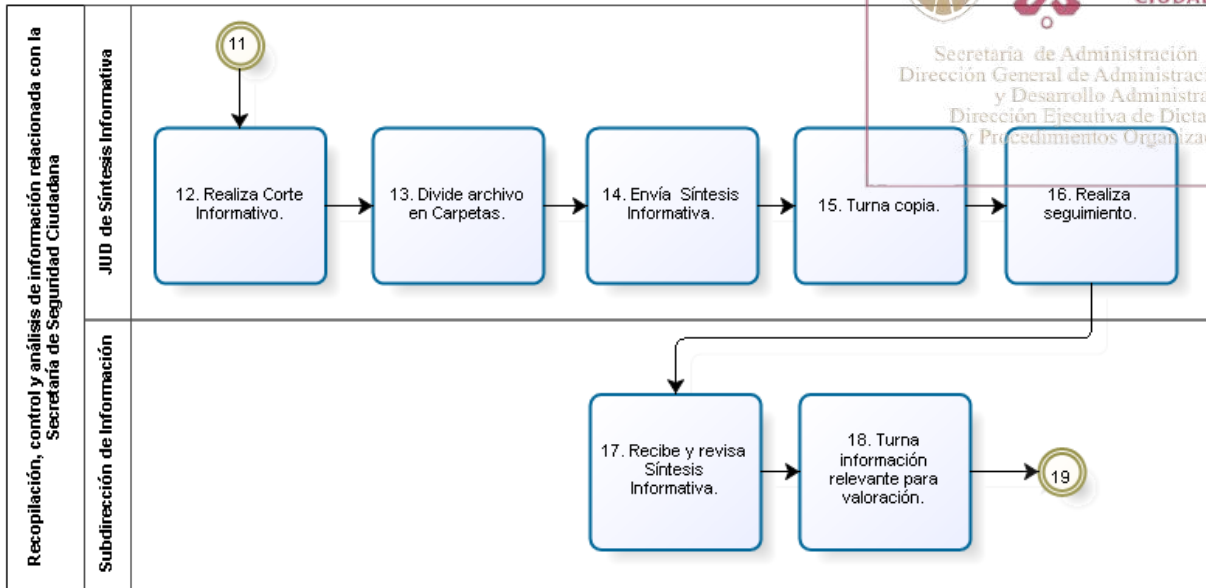 Recopilación, control y análisis de información relacionada con la
Secretaría de Seguridad Ciudadana
JUD de Síntesis Informativa
11
12. Realiza Corte
Informativo.
13. Divide archivo
en Carpetas.
14. Envía Síntesis
Informativa.
15. Turna copia.
16. Realiza
seguimiento.
Secretaría de Administración
Dirección General de Administraci
y Desarrollo Administra
Dirección Ejecutiva de Dicta
y Procedimientos Organizac
Subdirección de Información
17. Recibe y revisa
Síntesis
Informativa.
18. Turna
información
relevante para
valoración.
19